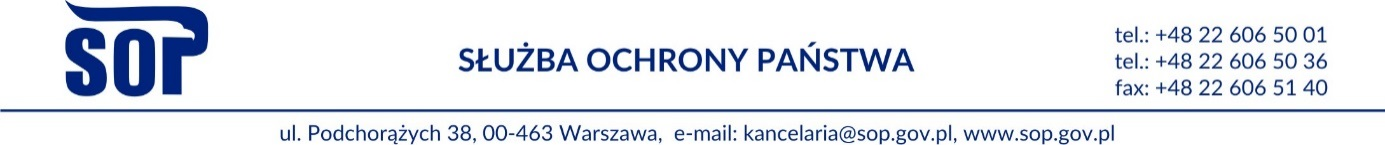 SOP
SŁUŻBA OCHRONY PAŃSTWA
tel.: +48 22 606 50 01
tel.: +48 22 606 50 36
fax: +48 22 606 51 40
ul. Podchorążych 38, 00-463 Warszawa, e-mail: kancelaria@sop.gov.pl, www.sop.gov.pl